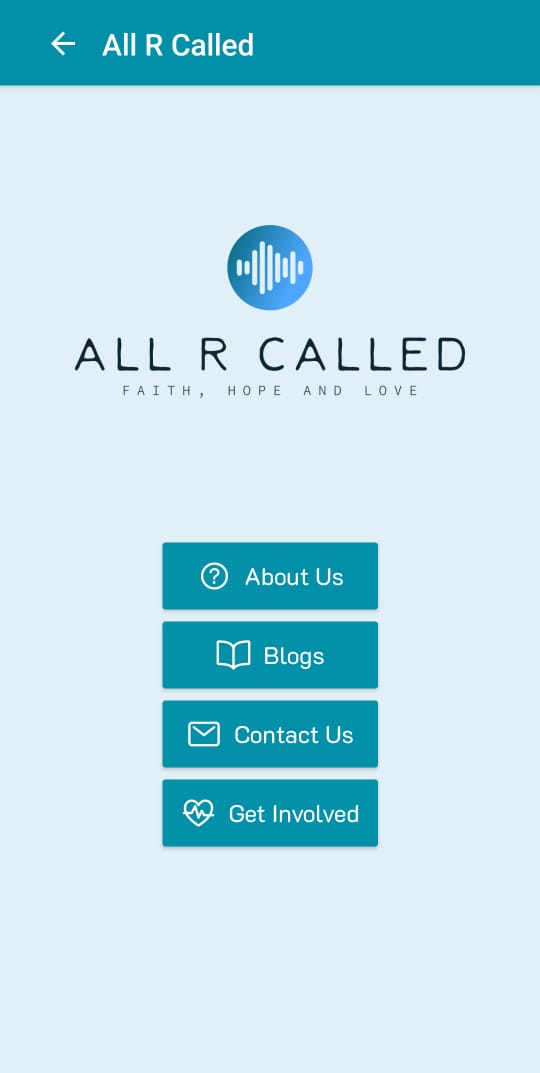 All R Called
ALL R CALLED
FAITH, HOPE AND LOVE
About Us
Blogs
Contact Us
Get Involved